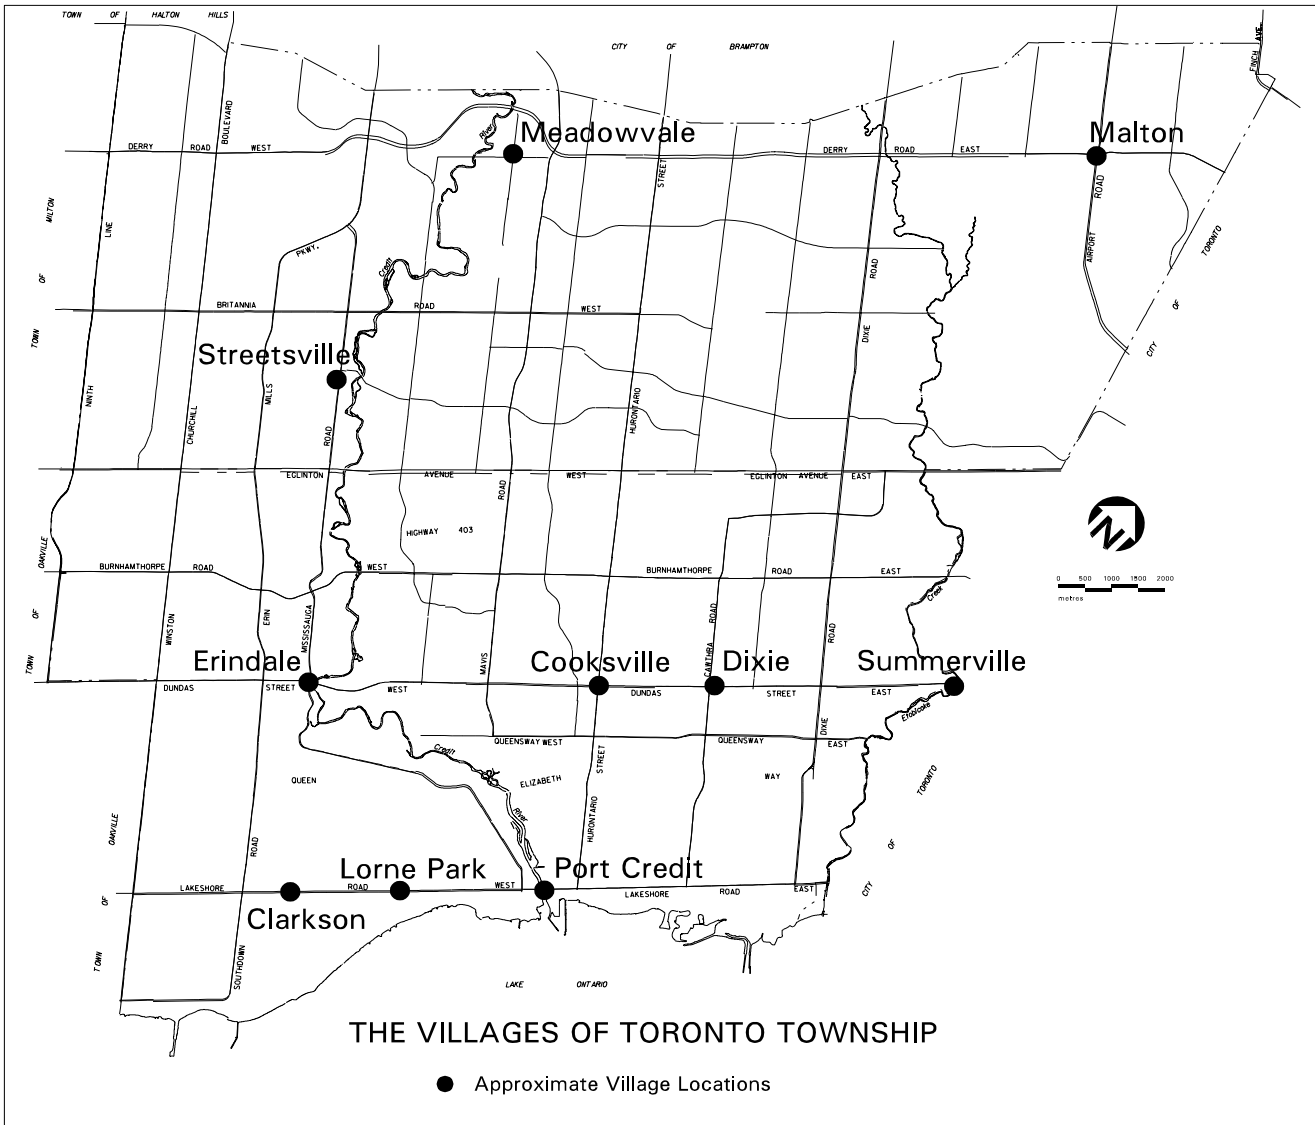 TOWN OF HALTON HILLS
CITY OF BRAMPTON
FINCH AVE.
BOULEVARD
River
Meadowvale
Malton
DERRY ROAD WEST
DERRY ROAD EAST
STREET
ROAD
TOWN OF MILTON
LINE
PKWY.
Credit
ROAD
AIRPORT
CITY OF TORONTO
BRITANNIA ROAD WEST
DIXIE
Streetsville
NINTH
CHURCHILL
MILLS
ROAD
HURONTARIO
EGLINTON AVENUE WEST
EGLINTON AVENUE EAST
ROAD
HIGHWAY 403
N
0 500 1000 1500 2000
metres
TOWN OF OAKVILLE
BURNHAMTHORPE ROAD WEST
BURNHAMTHORPE ROAD EAST
Creek
WINSTON
ERIN
MISSISSAUGA
CAWTHRA ROAD
ROAD
MAVIS
Erindale
Cooksville
Dixie
Summerville
DUNDAS STREET WEST
DUNDAS STREET EAST
Etobicoke
DIXIE
QUEENSWAY WEST
QUEENSWAY EAST
Credit
STREET
QUEEN ELIZABETH WAY
River
HURONTARIO
TOWN OF OAKVILLE
ROAD
CITY OF TORONTO
Lorne Park
Port Credit
LAKESHORE ROAD WEST
LAKESHORE ROAD EAST
Clarkson
SOUTHDOWN
LAKE ONTARIO
THE VILLAGES OF TORONTO TOWNSHIP
Approximate Village Locations